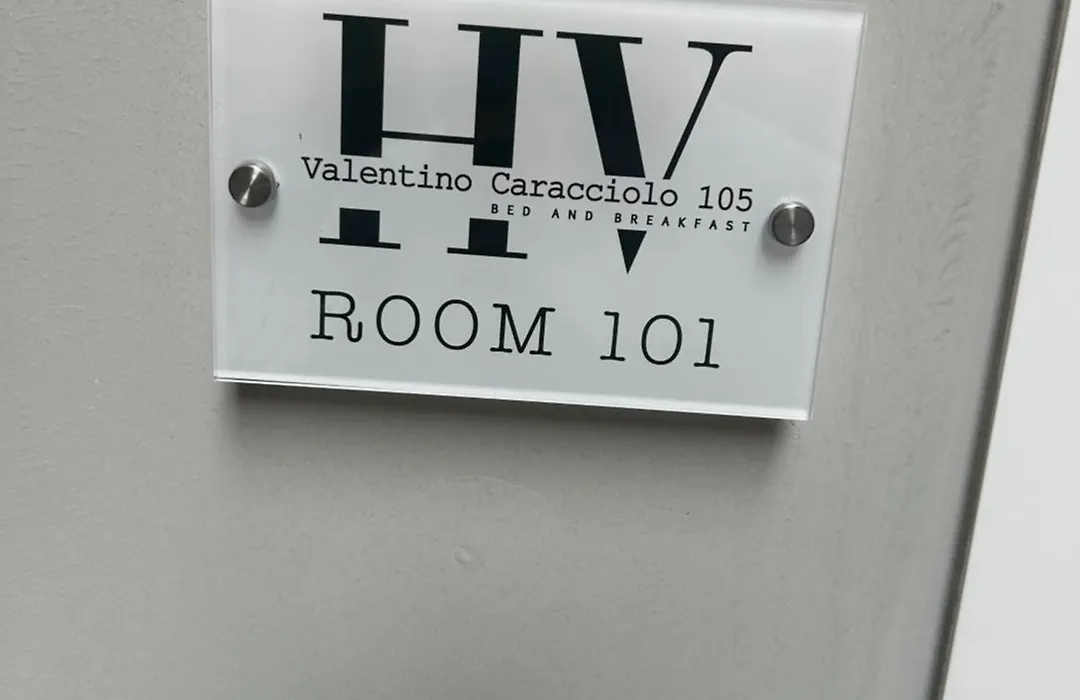 HV
Valentino Caracciolo 105
BED AND BREAKFAST
ROOM 101